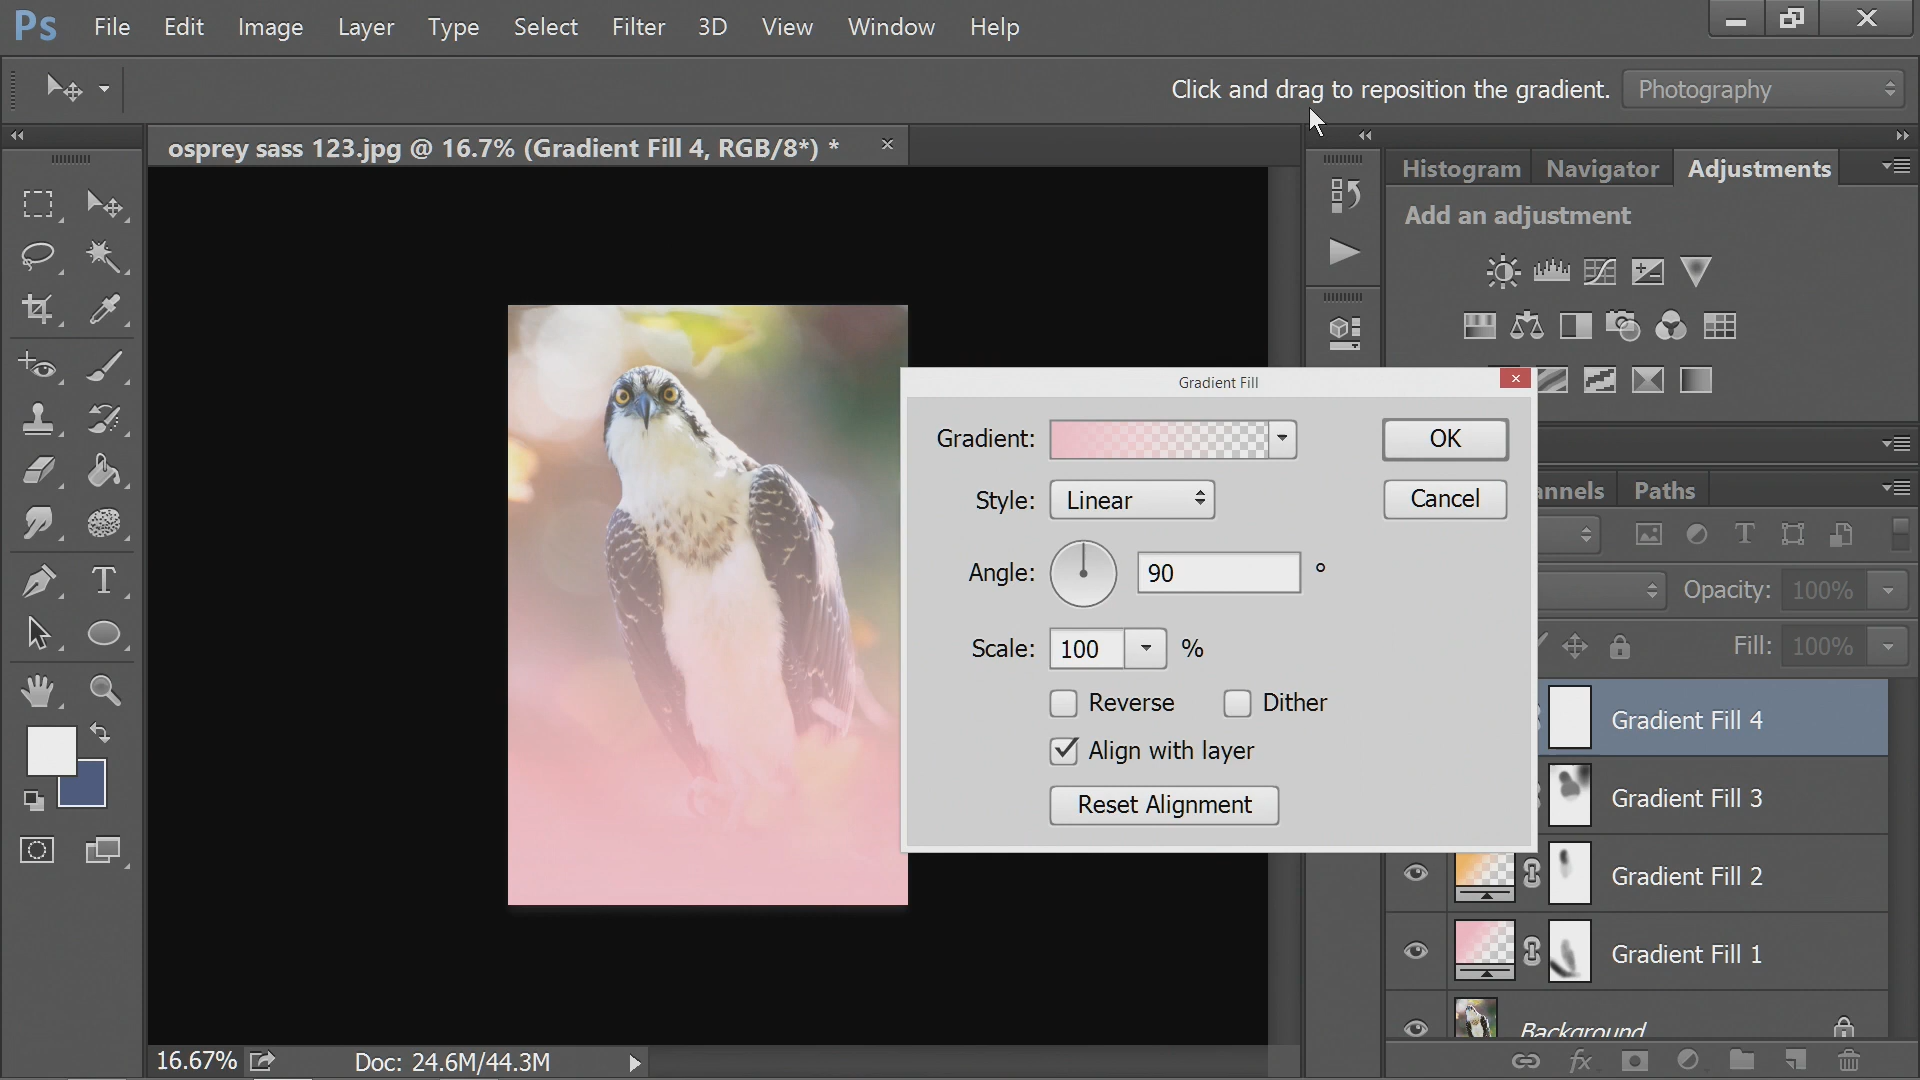 Ps File Edit Image Layer Type Select Filter 3D View Window Help
Click and drag to reposition the gradient. Photography
osprey sass 123.jpg @ 16.7% (Gradient Fill 4, RGB/8*) *
Histogram Navigator Adjustments
Add an adjustment
Gradient Fill
Gradient: OK
Style: Linear Cancel
Angle: 90 °
Scale: 100 %
Reverse Dither
Align with layer
Reset Alignment
annels Paths
Opacity: 100%
Fill: 100%
Gradient Fill 4
Gradient Fill 3
Gradient Fill 2
Gradient Fill 1
Background
16.67% Doc: 24.6M/44.3M